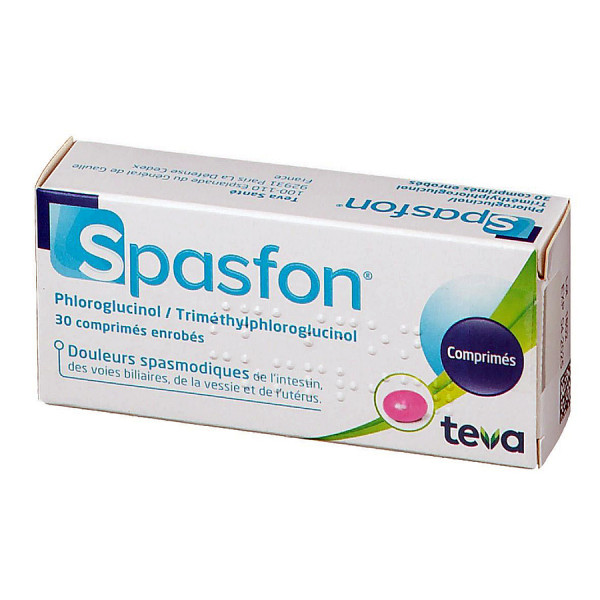 Teva Santé
100-110 Esplanade du Général de Gaulle
92931 Paris La Défense Cedex
France
Spasfon®
Phloroglucinol /
Triméthylphloroglucinol
30 comprimés enrobés
Spasfon®
Phloroglucinol / Triméthylphloroglucinol
30 comprimés enrobés
Douleurs spasmodiques de l'intestin,
des voies biliaires, de la vessie et de l'utérus.
Comprimés
teva